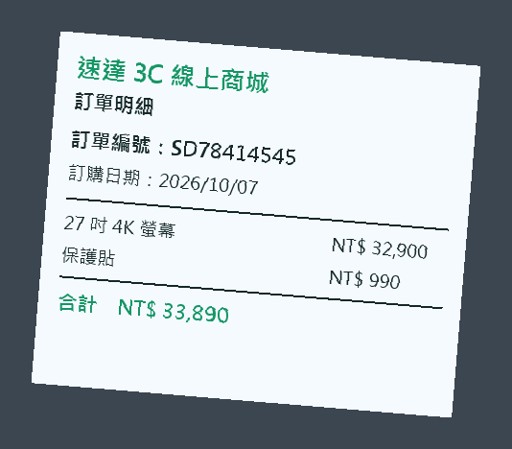 速達 3C 線上商城
訂單明細
訂單編號：SD78414545
訂購日期：2026/10/07
27 吋 4K 螢幕 NT$ 32,900
保護貼 NT$ 990
合計 NT$ 33,890